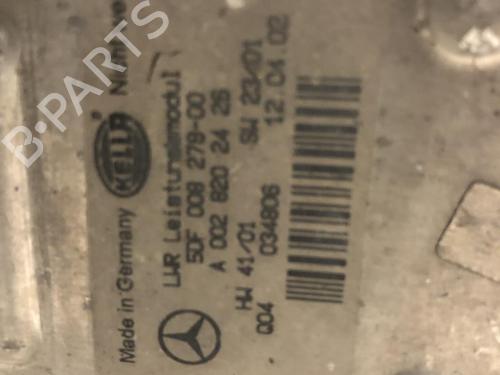 LWR Leistungsmodul
5DF 008 279-00
A 002 820 24 26
HW 41/01 SW 23/01
Q04 034806 12.04.02
HELLA
Made in Germany
B-PARTS